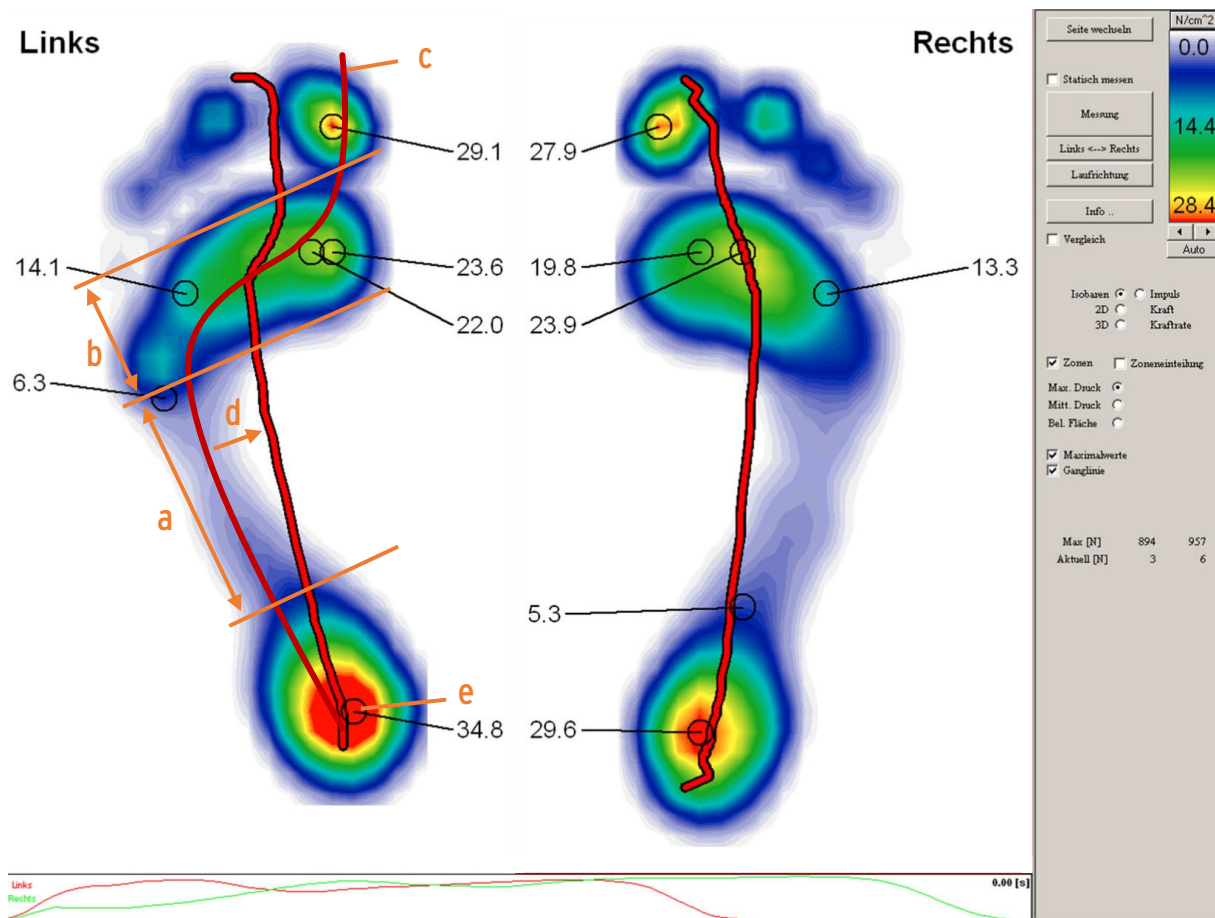 Links
Rechts
c
29.1
27.9
14.1
23.6
22.0
19.8
23.9
13.3
b
6.3
d
a
5.3
e
34.8
29.6
Links
Rechts
0.00 [s]
Seite wechseln
N/cm^2
0.0
14.4
28.4
Auto
Statisch messen
Messung
Links <--> Rechts
Laufrichtung
Info ..
Vergleich
Isobaren Impuls
2D Kraft
3D Kraftrate
Zonen Zoneneinteilung
Max. Druck
Mitt. Druck
Bel. Fläche
Maximalwerte
Ganglinie
Max [N] 894 957
Aktuell [N] 3 6